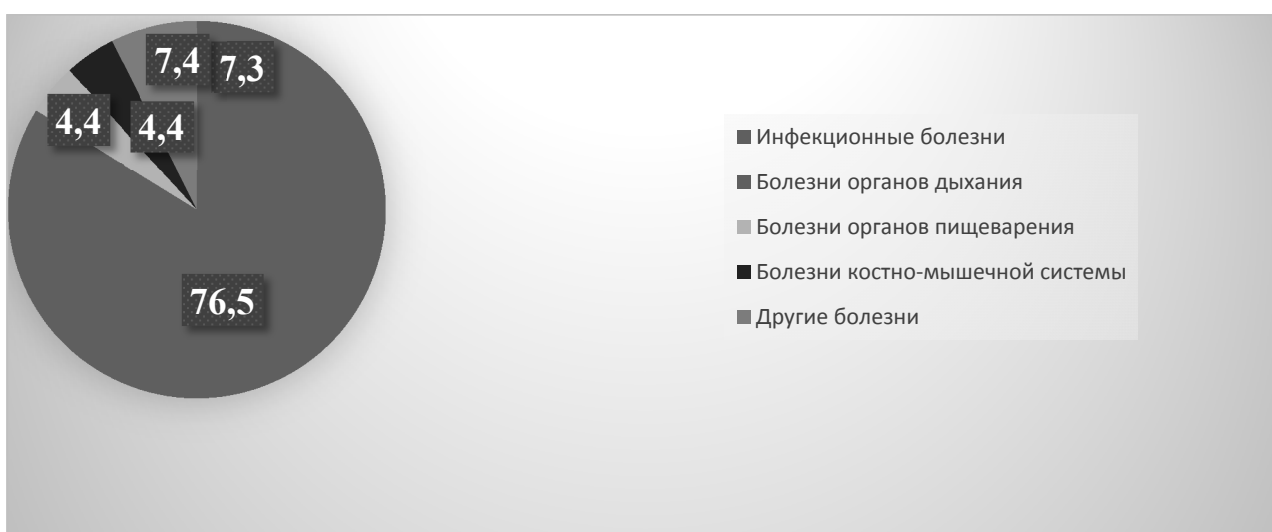 7,4
7,3
4,4
4,4
76,5
Инфекционные болезни
Болезни органов дыхания
Болезни органов пищеварения
Болезни костно-мышечной системы
Другие болезни